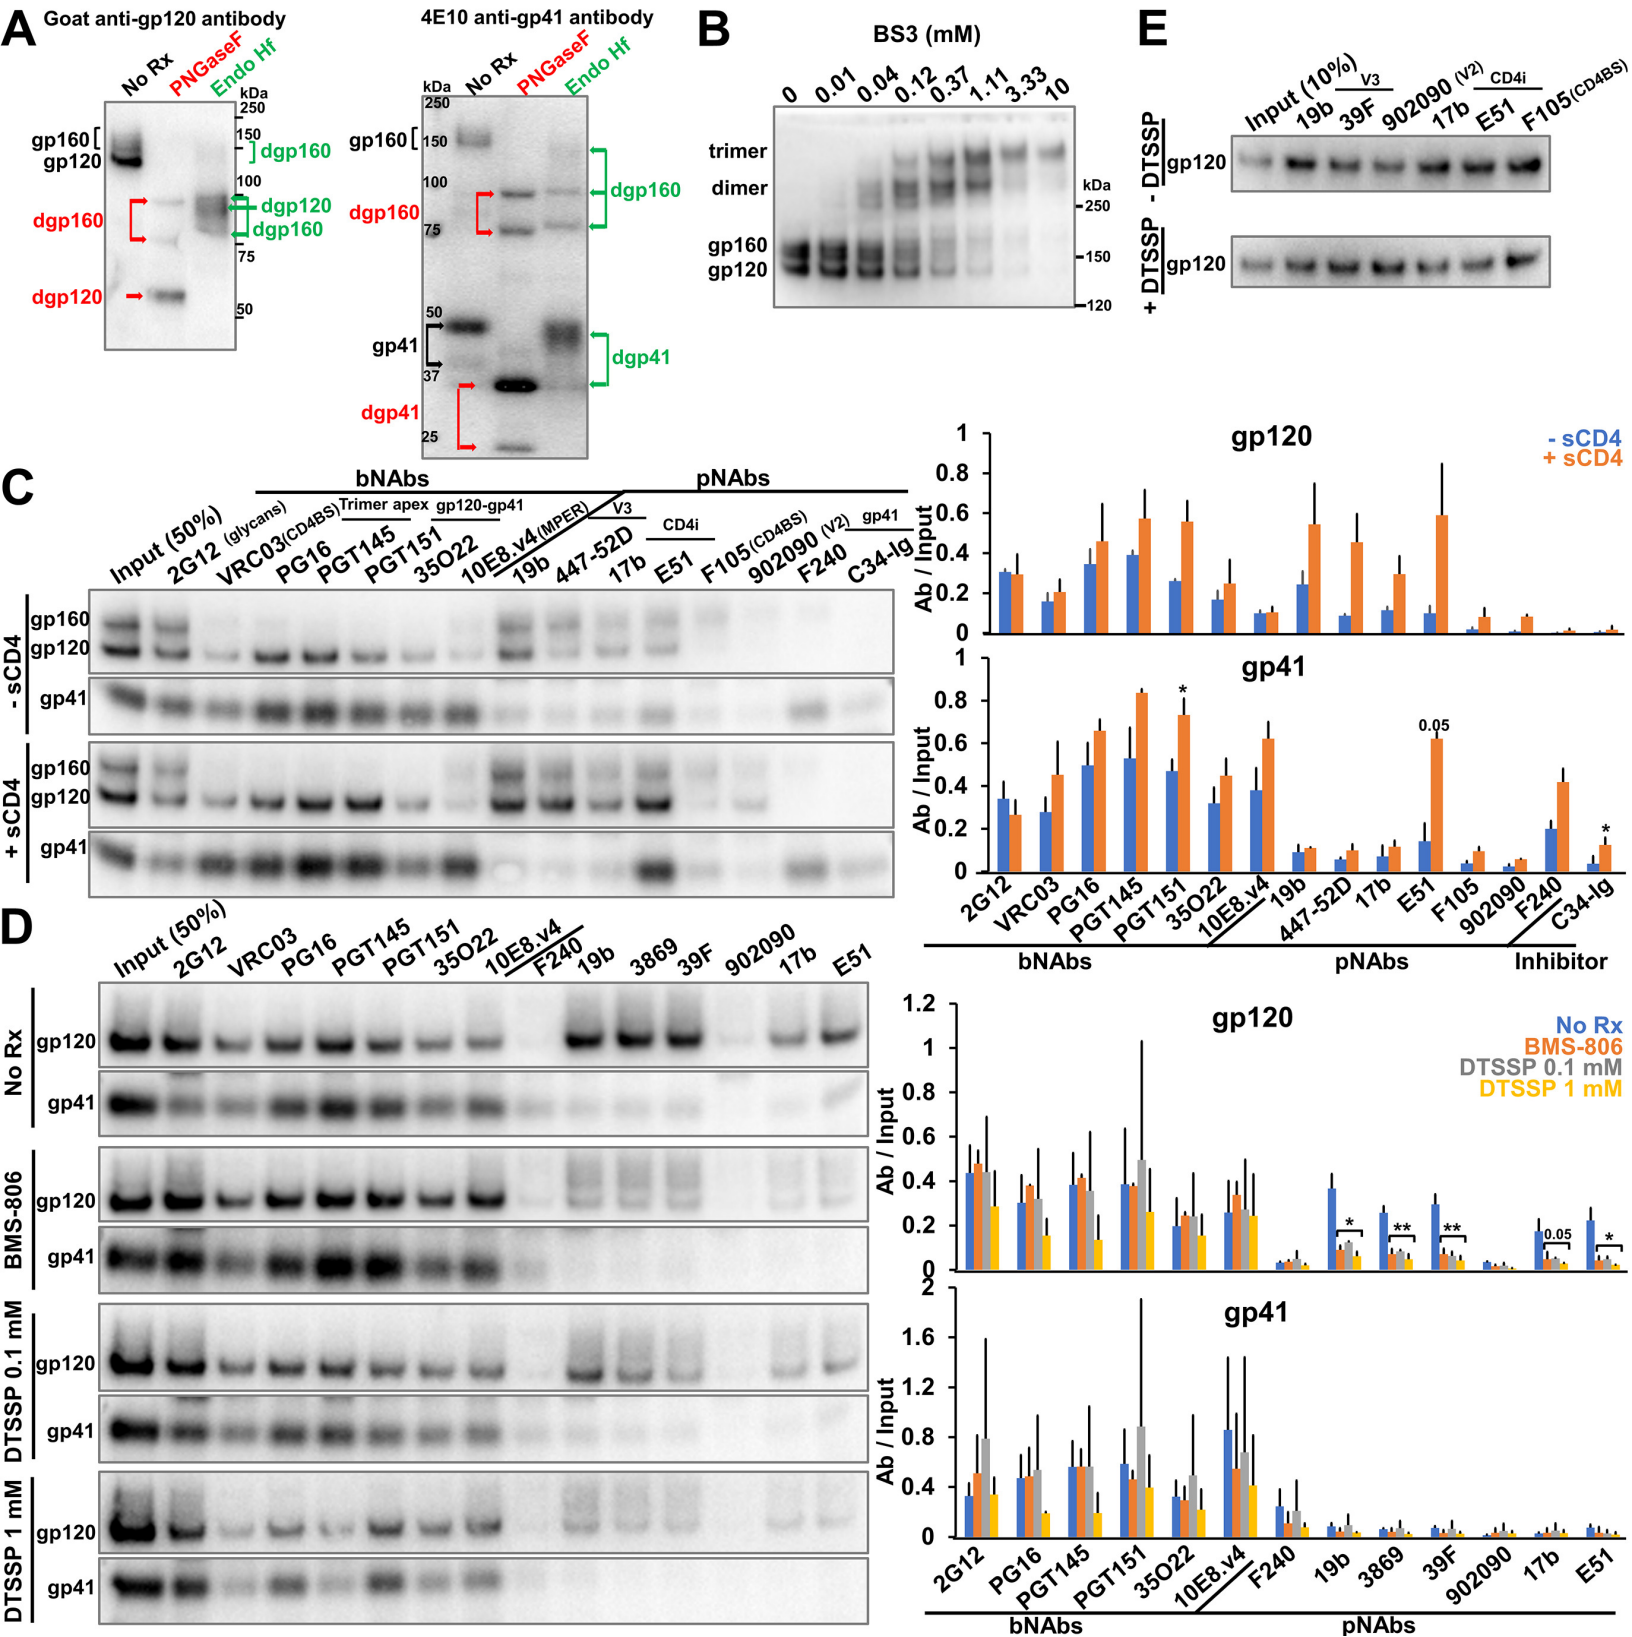 A
Goat anti-gp120 antibody
No Rx
PNGaseF
Endo Hf
kDa
250
150
100
75
50
gp160
gp120
dgp160
dgp120
dgp160
dgp120
dgp160
4E10 anti-gp41 antibody
kDa
No Rx
PNGaseF
Endo Hf
250
150
100
75
50
37
25
gp160
dgp160
gp41
dgp41
dgp160
dgp41
B
BS3 (mM)
0 0.01 0.04 0.12 0.37 1.11 3.33 10
trimer
dimer
gp160
gp120
kDa
250
150
120
E
Input (10%)
V3
19b
39F
902090 (V2)
CD4i
17b
E51
F105(CD4BS)
- DTSSP
gp120
+ DTSSP
gp120
C
bNAbs
pNAbs
Input (50%)
2G12 (glycans)
VRC03(CD4BS)
Trimer apex
PG16
PGT145
gp120-gp41
PGT151
35O22
10E8.v4(MPER)
V3
19b
447-52D
CD4i
17b
E51
F105(CD4BS)
902090 (V2)
gp41
F240
C34-Ig
- sCD4
gp160
gp120
gp41
+ sCD4
gp160
gp120
gp41
gp120
- sCD4
+ sCD4
Ab / Input
1
0.8
0.6
0.4
0.2
0
gp41
Ab / Input
1
0.8
0.6
0.4
0.2
0
*
0.05
*
2G12 VRC03 PG16 PGT145 PGT151 35O22 10E8.v4 19b 447-52D 17b E51 F105 902090 F240 C34-Ig
bNAbs
pNAbs
Inhibitor
D
Input (50%) 2G12 VRC03 PG16 PGT145 PGT151 35O22 10E8.v4 F240 19b 3869 39F 902090 17b E51
No Rx
gp120
gp41
BMS-806
gp120
gp41
DTSSP 0.1 mM
gp120
gp41
DTSSP 1 mM
gp120
gp41
gp120
No Rx
BMS-806
DTSSP 0.1 mM
DTSSP 1 mM
Ab / Input
1.2
1
0.8
0.6
0.4
0.2
0
*
**
**
0.05
*
gp41
Ab / Input
2
1.6
1.2
0.8
0.4
0
2G12 PG16 PGT145 PGT151 35O22 10E8.v4 F240 19b 3869 39F 902090 17b E51
bNAbs
pNAbs